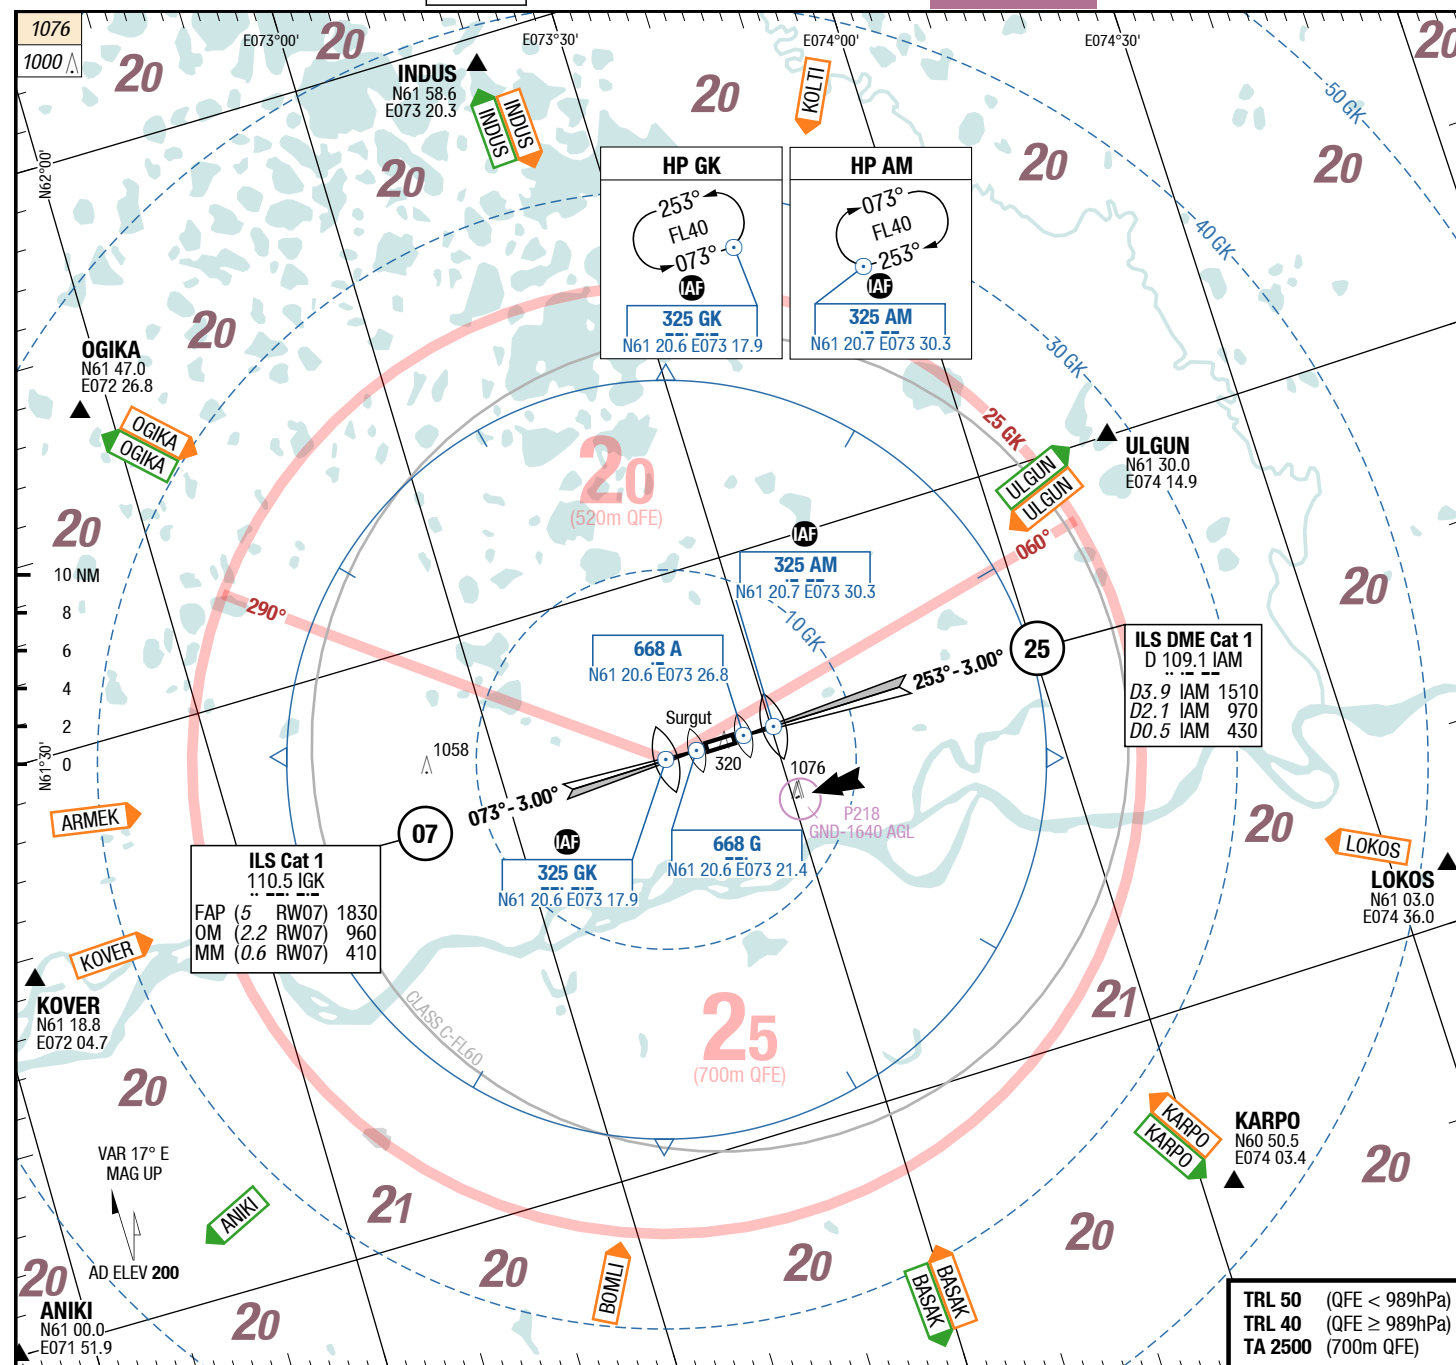 1076
1000
E073°00'
E073°30'
E074°00'
E074°30'
20
20
20
20
20
20
20
INDUS
N61 58.6
E073 20.3
INDUS
INDUS
KOLTI
50 GK
40 GK
30 GK
N62°00'
HP GK
253°
FL40
073°
IAF
325 GK
N61 20.6 E073 17.9
HP AM
073°
FL40
253°
IAF
325 AM
N61 20.7 E073 30.3
20
OGIKA
N61 47.0
E072 26.8
OGIKA
OGIKA
25 GK
ULGUN
N61 30.0
E074 14.9
ULGUN
ULGUN
20
(520m QFE)
20
060°
IAF
325 AM
N61 20.7 E073 30.3
20
290°
10 GK
10 NM
8
6
4
2
0
N61°30'
668 A
N61 20.6 E073 26.8
25
253°- 3.00°
ILS DME Cat 1
D 109.1 IAM
D3.9 IAM 1510
D2.1 IAM 970
D0.5 IAM 430
Surgut
320
1058
1076
P218
GND-1640 AGL
073°- 3.00°
07
ARMEK
20
LOKOS
LOKOS
N61 03.0
E074 36.0
IAF
325 GK
N61 20.6 E073 17.9
668 G
N61 20.6 E073 21.4
ILS Cat 1
110.5 IGK
FAP (5 RW07) 1830
OM (2.2 RW07) 960
MM (0.6 RW07) 410
KOVER
KOVER
N61 18.8
E072 04.7
CLASS C-FL60
25
(700m QFE)
21
20
KARPO
KARPO
KARPO
N60 50.5
E074 03.4
20
VAR 17° E
MAG UP
AD ELEV 200
ANIKI
21
20
BOMLI
20
BASAK
BASAK
20
20
ANIKI
N61 00.0
E071 51.9
20
TRL 50 (QFE < 989hPa)
TRL 40 (QFE ≥ 989hPa)
TA 2500 (700m QFE)